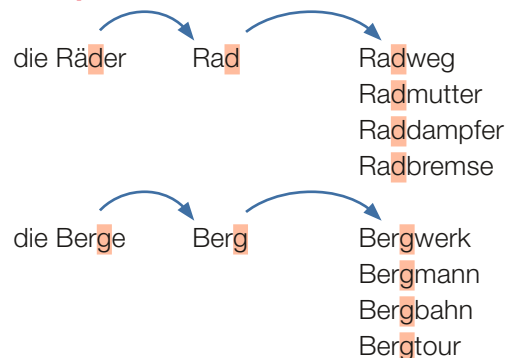 die Räder Rad Radweg
Radmutter
Raddampfer
Radbremse
die Berge Berg Bergwerk
Bergmann
Bergbahn
Bergtour